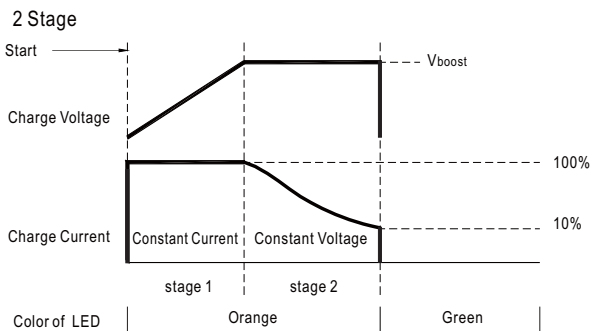 2 Stage
Start
Vboost
Charge Voltage
100%
10%
Charge Current
Constant Current
Constant Voltage
stage 1
stage 2
Color of LED
Orange
Green